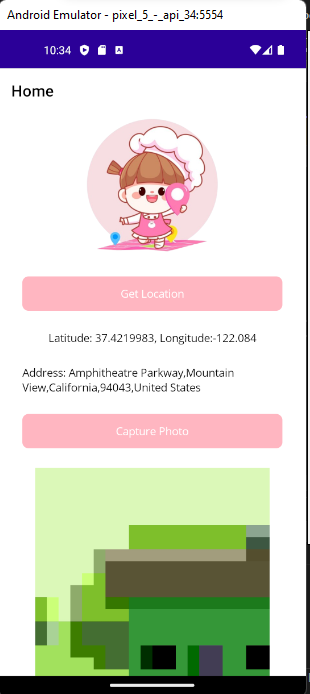 Android Emulator - pixel_5_-_api_34:5554
10:34
Home
Get Location
Latitude: 37.4219983, Longitude:-122.084
Address: Amphitheatre Parkway,Mountain
View,California,94043,United States
Capture Photo